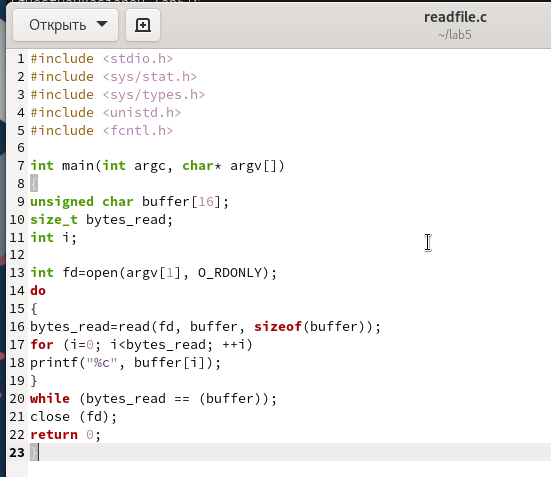 Открыть
readfile.c
~/lab5
1 #include <stdio.h>
2 #include <sys/stat.h>
3 #include <sys/types.h>
4 #include <unistd.h>
5 #include <fcntl.h>
6
7 int main(int argc, char* argv[])
8 {
9 unsigned char buffer[16];
10 size_t bytes_read;
11 int i;
12
13 int fd=open(argv[1], O_RDONLY);
14 do
15 {
16 bytes_read=read(fd, buffer, sizeof(buffer));
17 for (i=0; i<bytes_read; ++i)
18 printf("%c", buffer[i]);
19 }
20 while (bytes_read == (buffer));
21 close (fd);
22 return 0;
23 }